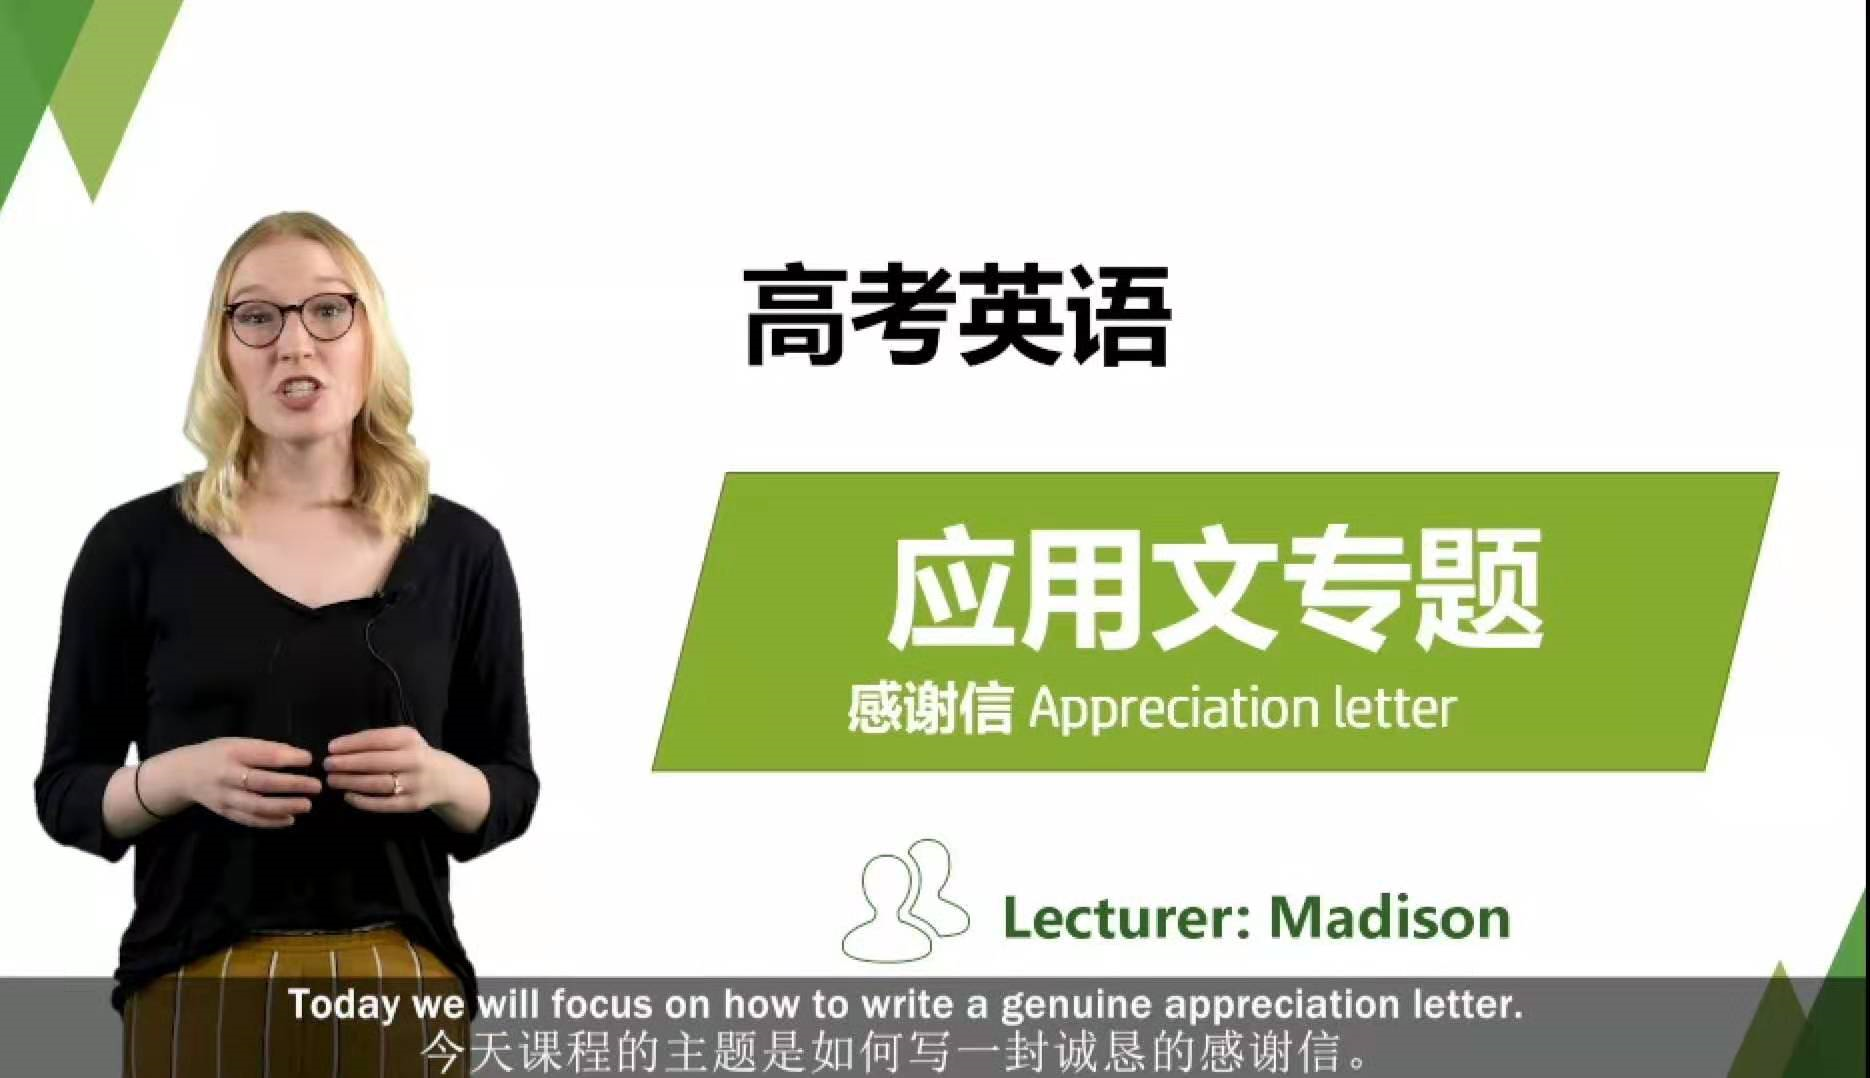 高考英语
应用文专题
感谢信 Appreciation letter
Lecturer: Madison
Today we will focus on how to write a genuine appreciation letter.
今天课程的主题是如何写一封诚恳的感谢信。